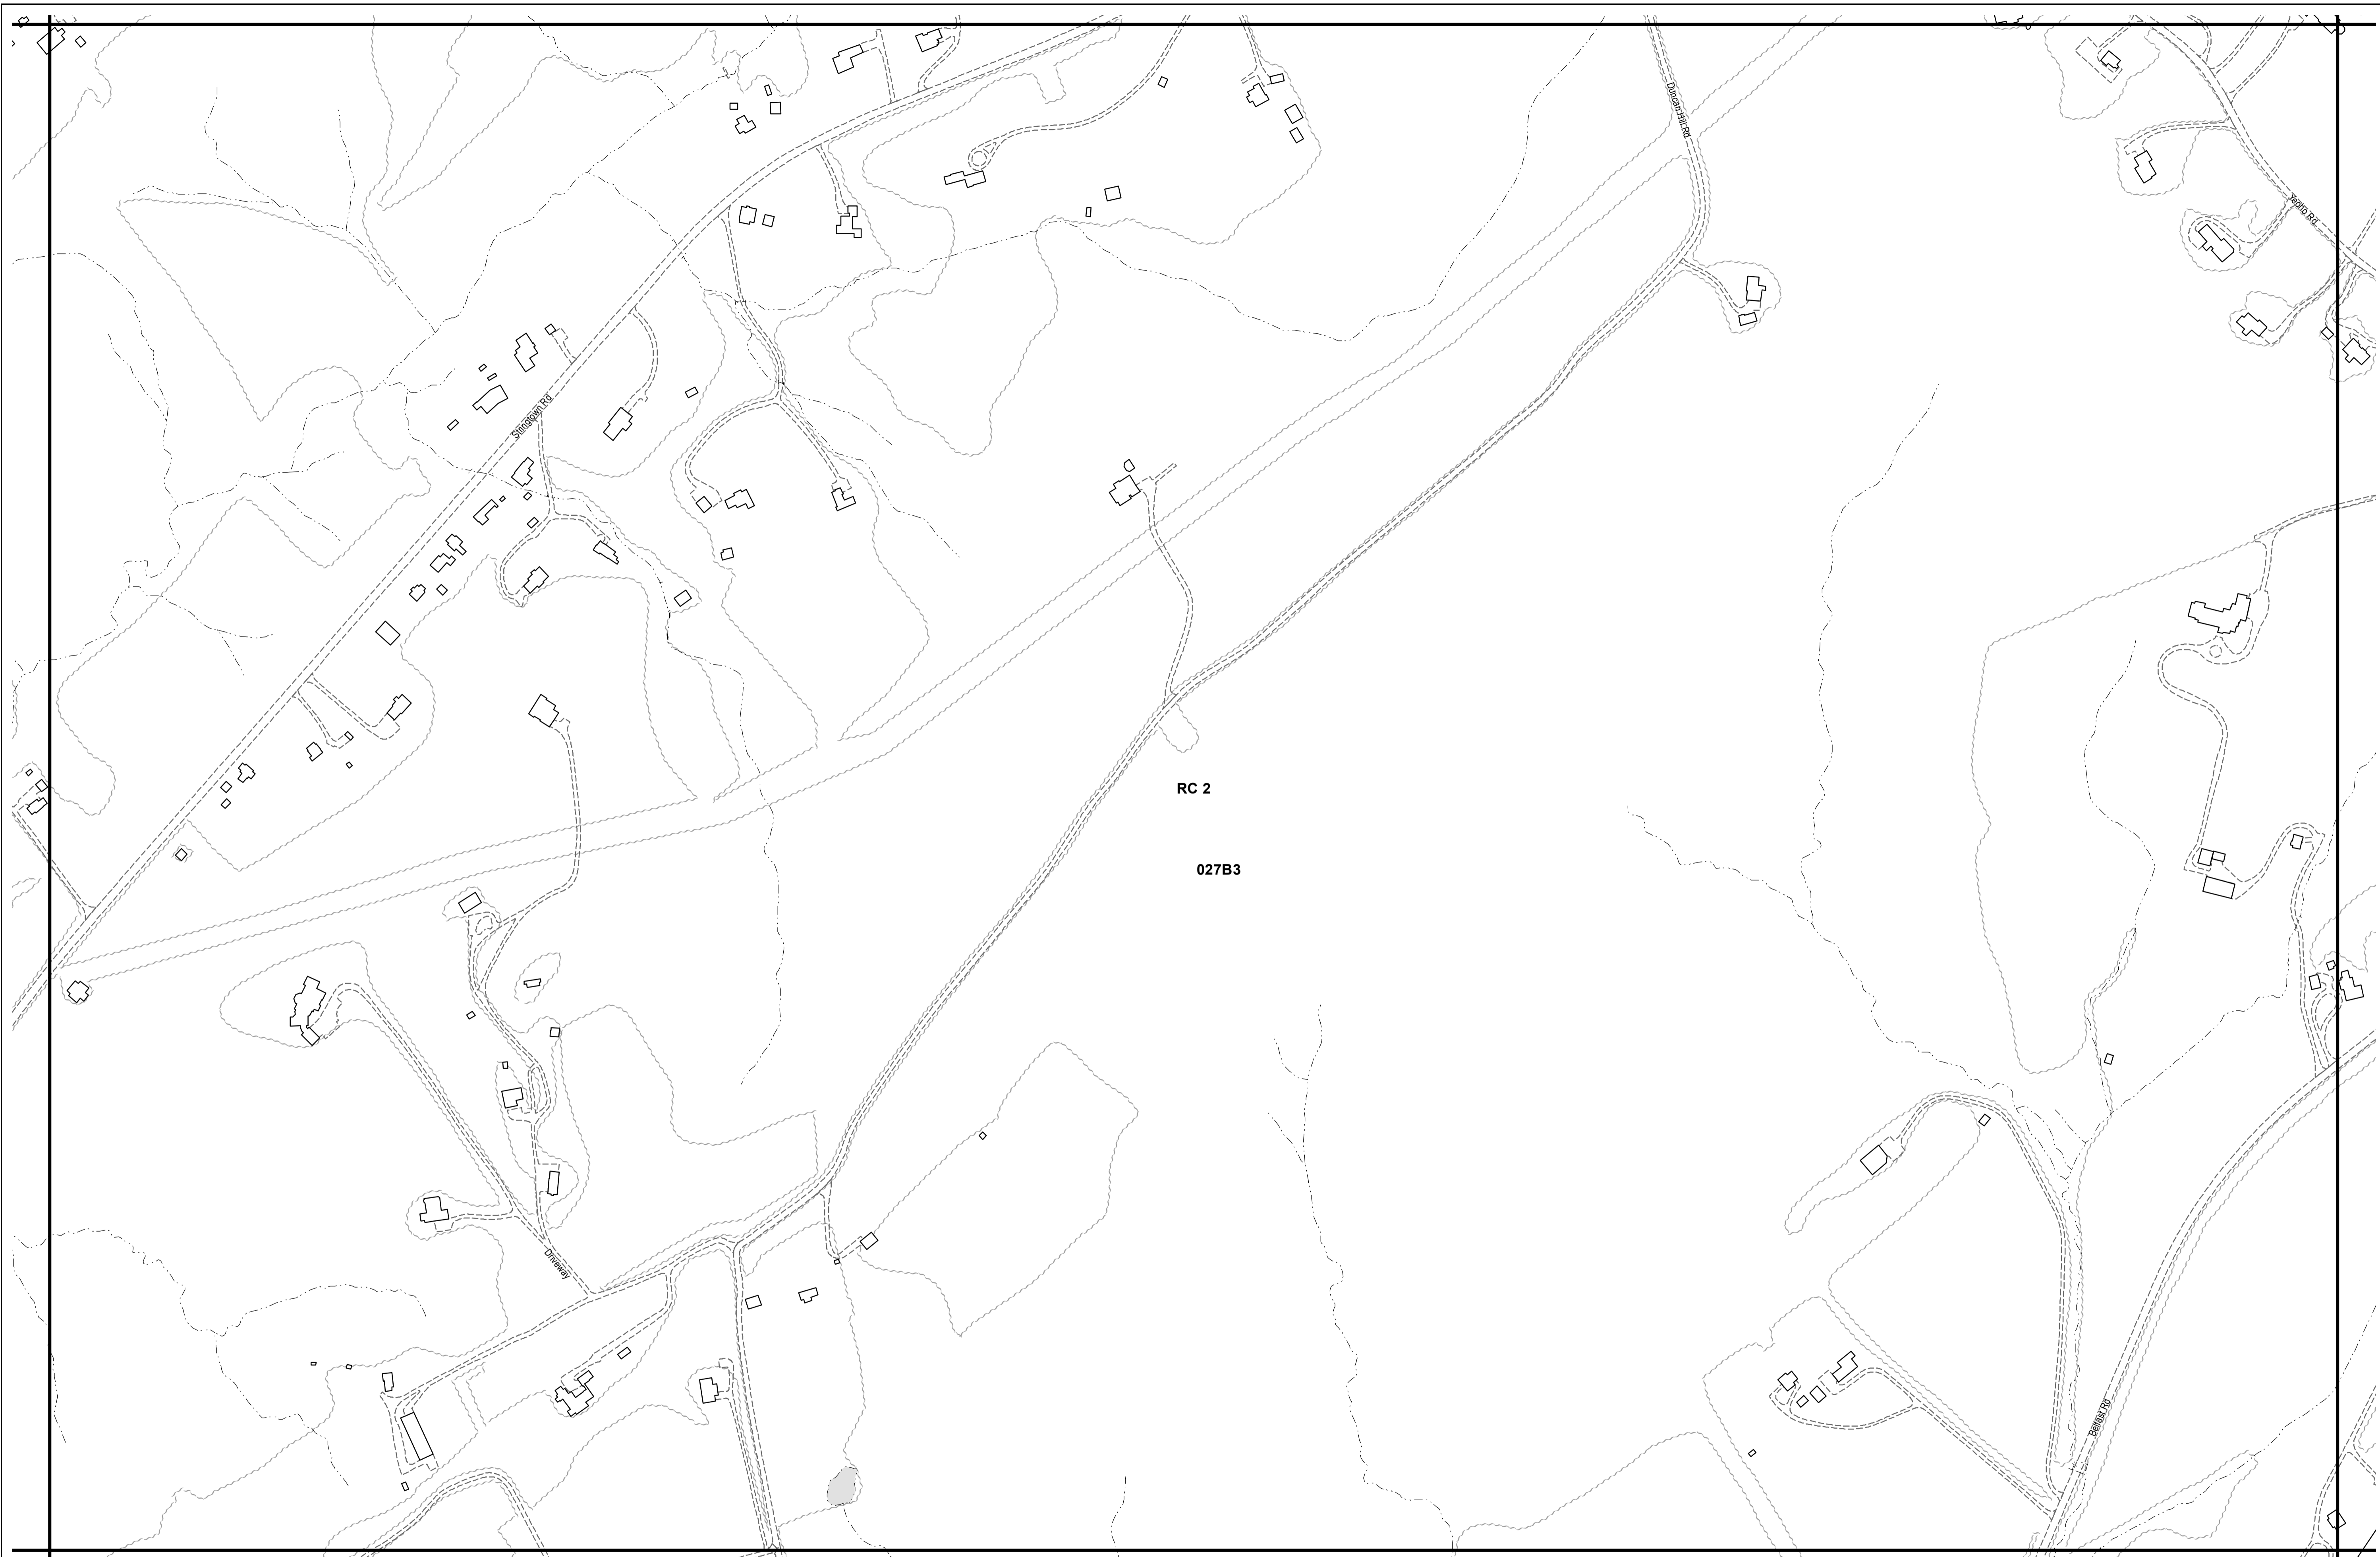 Duncan Hill Rd
Yeoho Rd
Stringtown Rd
RC 2
027B3
Driveway
Belfast Rd